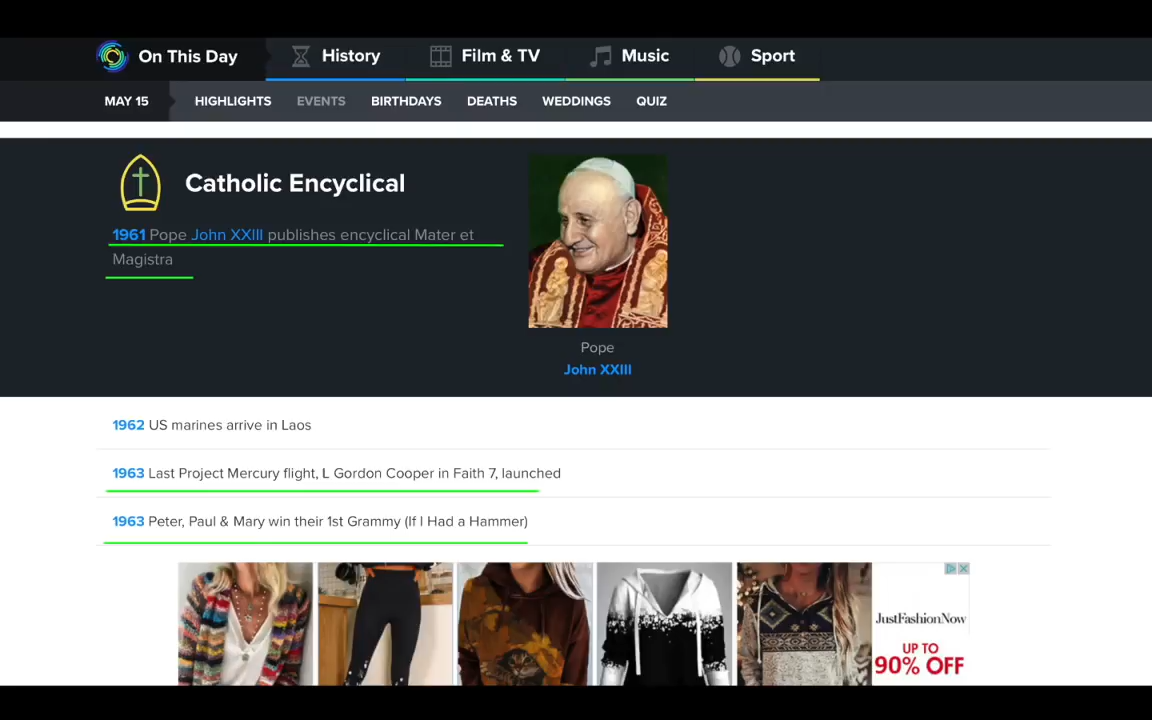 On This Day
History
Film & TV
Music
Sport
MAY 15
HIGHLIGHTS
EVENTS
BIRTHDAYS
DEATHS
WEDDINGS
QUIZ
Catholic Encyclical
1961 Pope John XXIII publishes encyclical Mater et
Magistra
Pope
John XXIII
1962 US marines arrive in Laos
1963 Last Project Mercury flight, L Gordon Cooper in Faith 7, launched
1963 Peter, Paul & Mary win their 1st Grammy (If I Had a Hammer)
JUSTFASHIONNOW
UP TO
90% OFF